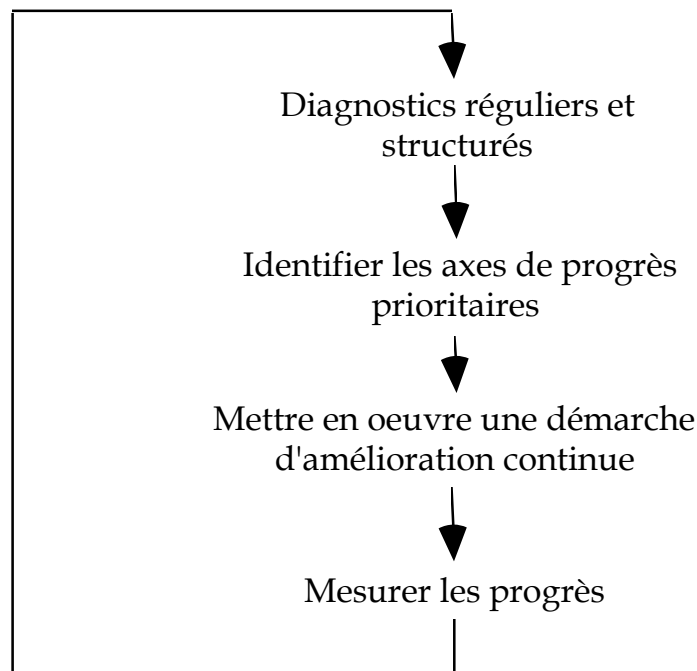 Diagnostics réguliers et
structurés
Identifier les axes de progrès
prioritaires
Mettre en oeuvre une démarche
d'amélioration continue
Mesurer les progrès